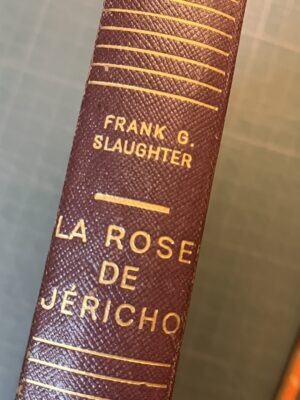 FRANK G.
SLAUGHTER
LA ROSE
DE
JÉRICHO